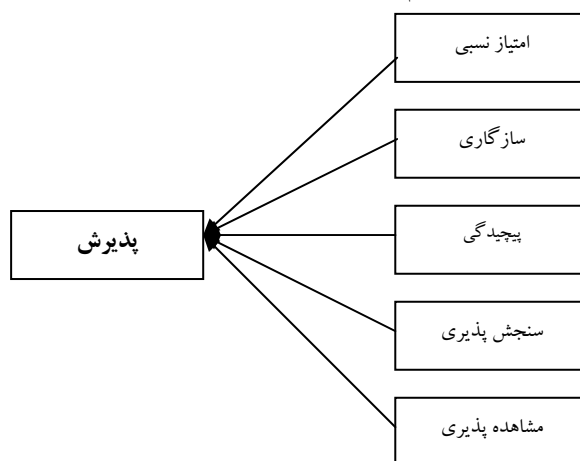 امتیاز نسبی
سازگاری
پیچیدگی
پذیرش
سنجش پذیری
مشاهده پذیری